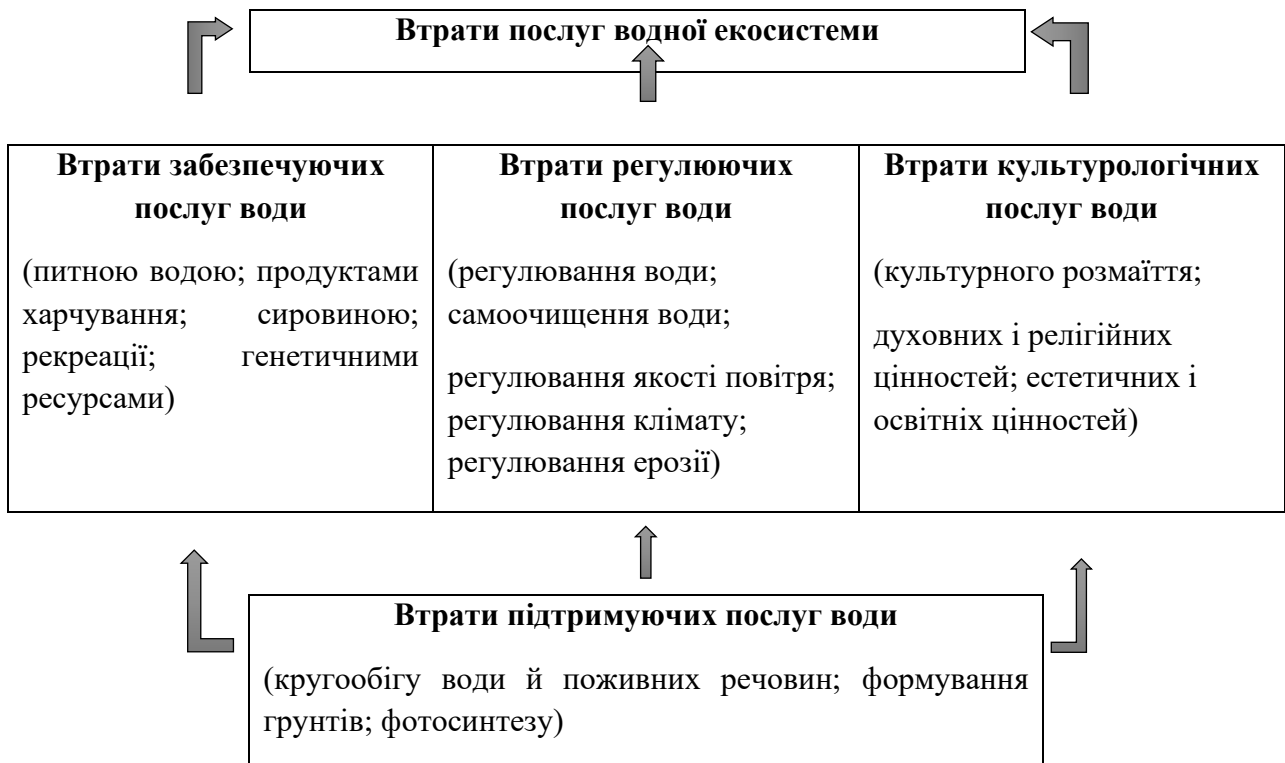 Втрати послуг водної екосистеми
Втрати забезпечуючих
послуг води
(питною водою; продуктами
харчування; сировиною;
рекреації; генетичними
ресурсами)
Втрати регулюючих
послуг води
(регулювання води;
самоочищення води;
регулювання якості повітря;
регулювання клімату;
регулювання ерозії)
Втрати культурологічних
послуг води
(культурного розмаїття;
духовних і релігійних
цінностей; естетичних і
освітніх цінностей)
Втрати підтримуючих послуг води
(кругообігу води й поживних речовин; формування
грунтів; фотосинтезу)